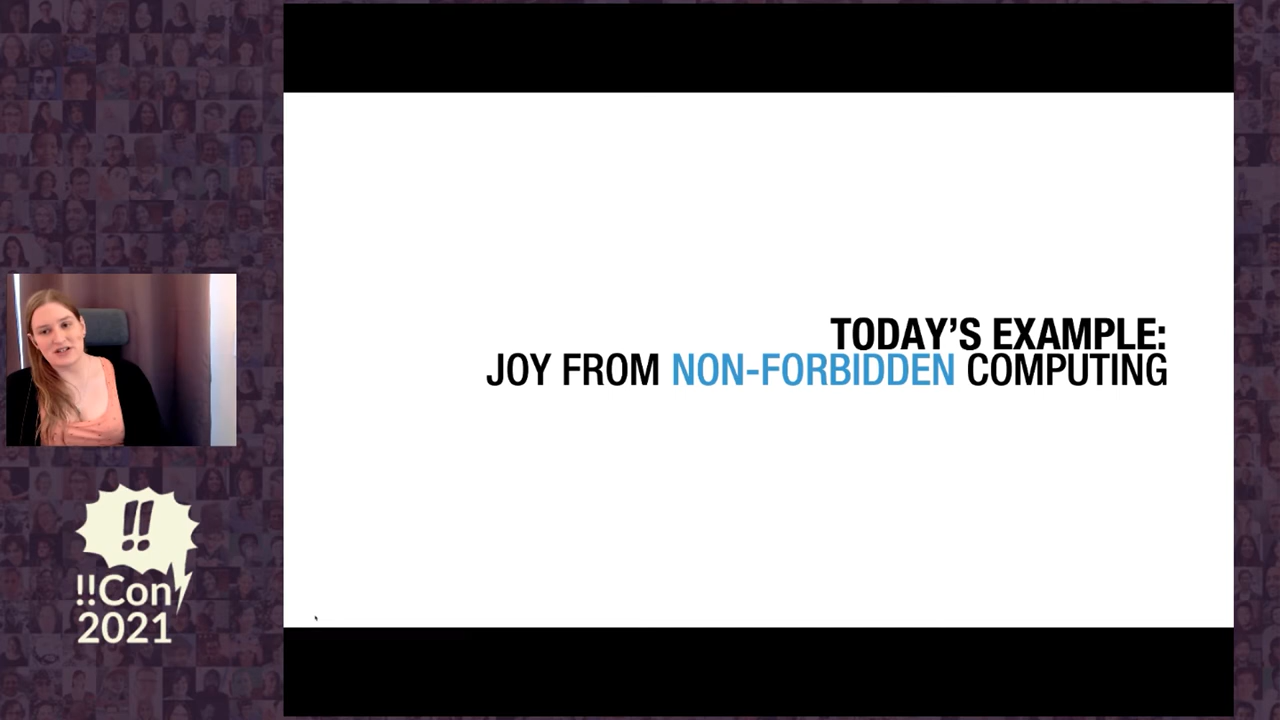 TODAY'S EXAMPLE:
JOY FROM NON-FORBIDDEN COMPUTING
!!
!!Con
2021